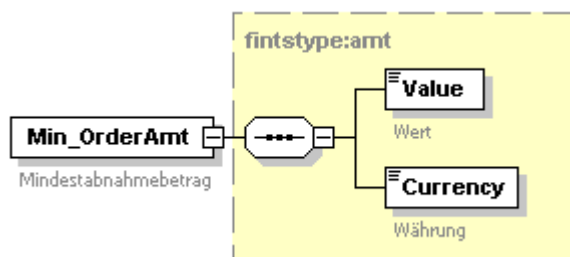 fintstype:amt
Value
Wert
Min_OrderAmt
Mindestabnahmebetrag
Currency
Währung